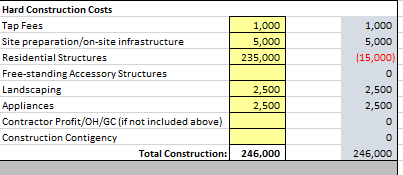 Hard Construction Costs
Tap Fees 1,000 1,000
Site preparation/on-site infrastructure 5,000 5,000
Residential Structures 235,000 (15,000)
Free-standing Accessory Structures 0
Landscaping 2,500 2,500
Appliances 2,500 2,500
Contractor Profit/OH/GC (if not included above) 0
Construction Contigency 0
Total Construction: 246,000 246,000